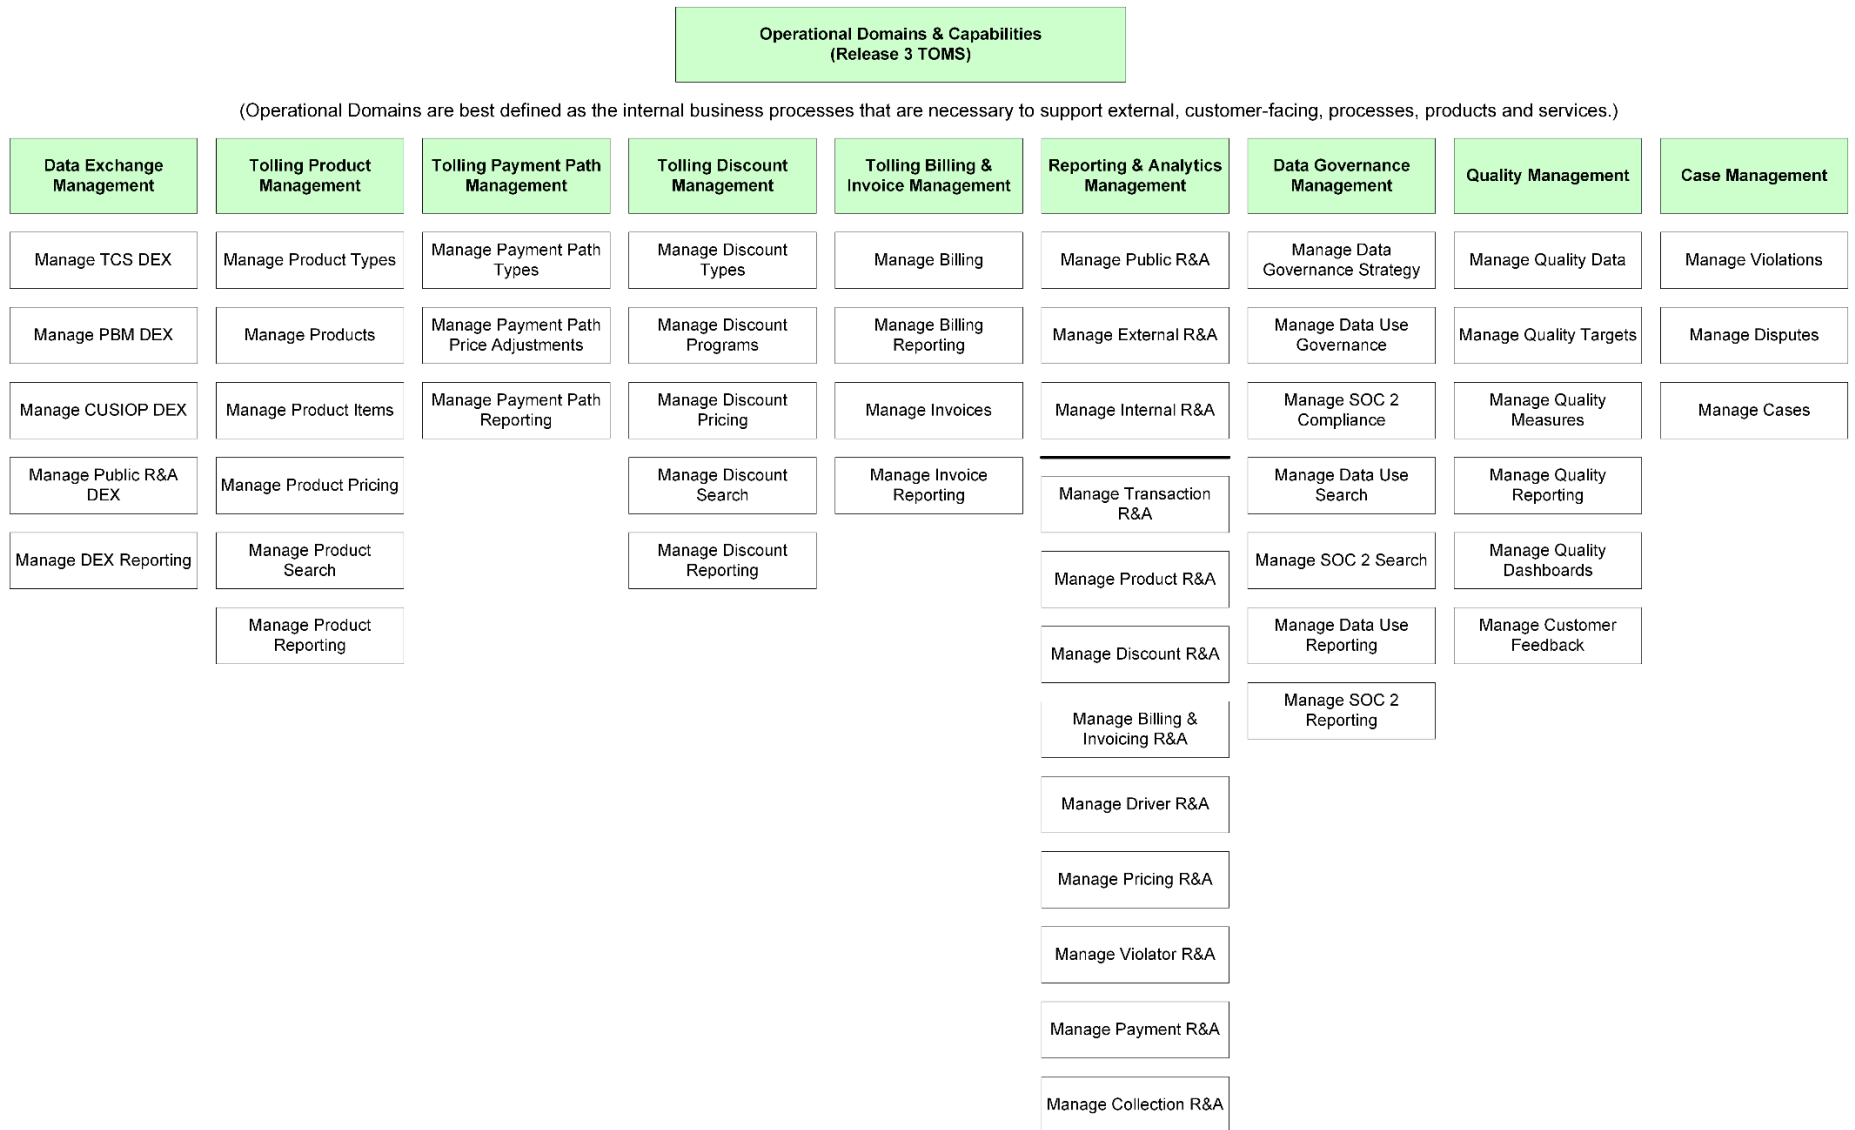 Operational Domains & Capabilities
(Release 3 TOMS)
(Operational Domains are best defined as the internal business processes that are necessary to support external, customer-facing, processes, products and services.)
Data Exchange
Management
Manage TCS DEX
Manage PBM DEX
Manage CUSIOP DEX
Manage Public R&A
DEX
Manage DEX Reporting
Tolling Product
Management
Manage Product Types
Manage Products
Manage Product Items
Manage Product Pricing
Manage Product
Search
Manage Product
Reporting
Tolling Payment Path
Management
Manage Payment Path
Types
Manage Payment Path
Price Adjustments
Manage Payment Path
Reporting
Tolling Discount
Management
Manage Discount
Types
Manage Discount
Programs
Manage Discount
Pricing
Manage Discount
Search
Manage Discount
Reporting
Tolling Billing &
Invoice Management
Manage Billing
Manage Billing
Reporting
Manage Invoices
Manage Invoice
Reporting
Reporting & Analytics
Management
Manage Public R&A
Manage External R&A
Manage Internal R&A
Manage Transaction
R&A
Manage Product R&A
Manage Discount R&A
Manage Billing &
Invoicing R&A
Manage Driver R&A
Manage Pricing R&A
Manage Violator R&A
Manage Payment R&A
Manage Collection R&A
Data Governance
Management
Manage Data
Governance Strategy
Manage Data Use
Governance
Manage SOC 2
Compliance
Manage Data Use
Search
Manage SOC 2 Search
Manage Data Use
Reporting
Manage SOC 2
Reporting
Quality Management
Manage Quality Data
Manage Quality Targets
Manage Quality
Measures
Manage Quality
Reporting
Manage Quality
Dashboards
Manage Customer
Feedback
Case Management
Manage Violations
Manage Disputes
Manage Cases